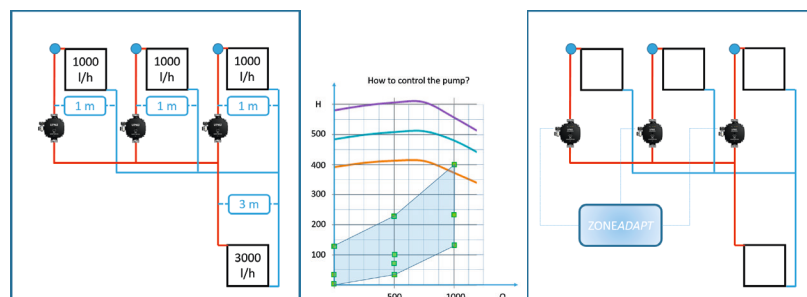 1000
l/h
1000
l/h
1000
l/h
1 m
1 m
1 m
3 m
3000
l/h
How to control the pump?
H
500
400
300
200
100
500
1000
Q
ZONEADAPT